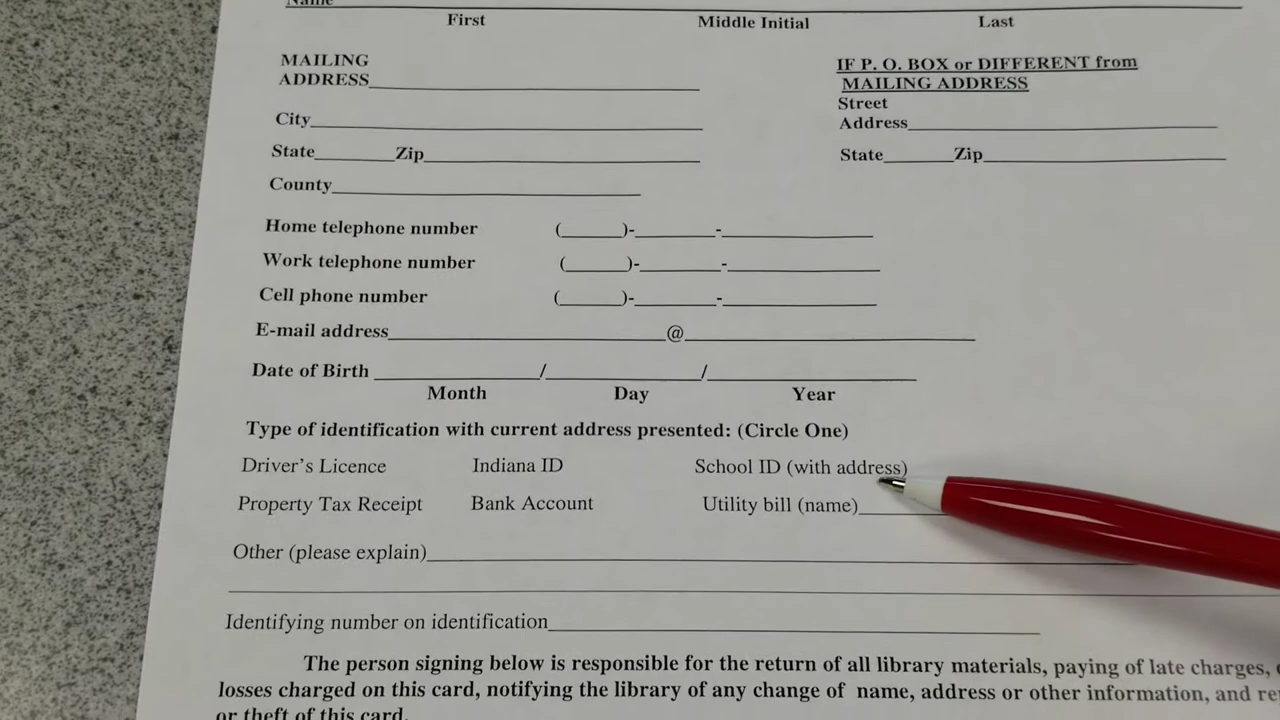 Name
First Middle Initial Last
MAILING
ADDRESS
IF P. O. BOX or DIFFERENT from
MAILING ADDRESS
Street
City
Address
State Zip
State Zip
County
Home telephone number ( )- -
Work telephone number ( )- -
Cell phone number ( )- -
E-mail address @
Date of Birth / /
Month Day Year
Type of identification with current address presented: (Circle One)
Driver's Licence Indiana ID School ID (with address)
Property Tax Receipt Bank Account Utility bill (name)
Other (please explain)
Identifying number on identification
The person signing below is responsible for the return of all library materials, paying of late charges,
losses charged on this card, notifying the library of any change of name, address or other information, and
or theft of this card.